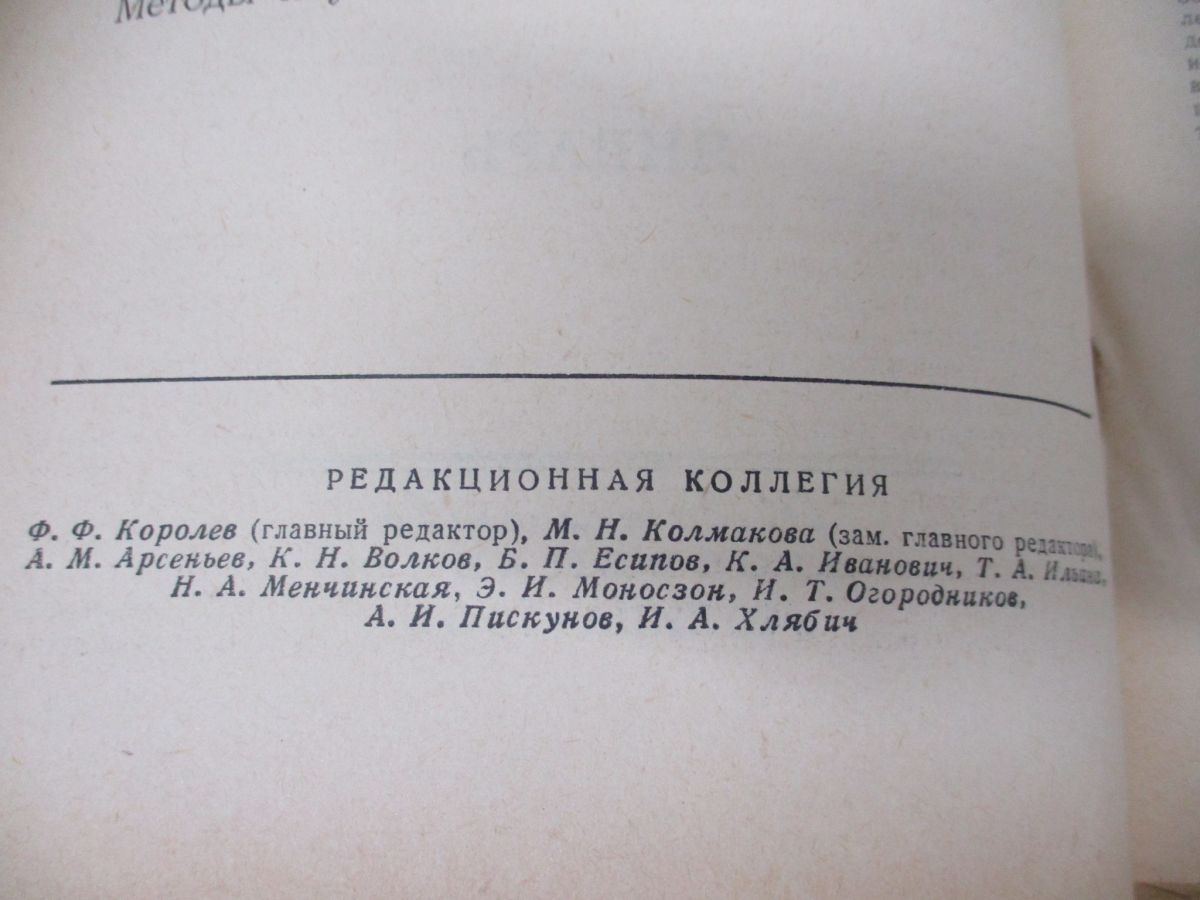 Методы
РЕДАКЦИОННАЯ КОЛЛЕГИЯ
Ф. Ф. Королев (главный редактор), М. Н. Колмакова (зам. главного редактора),
А. М. Арсеньев, К. Н. Волков, Б. П. Есипов, К. А. Иванович, Т. А. Ильина,
Н. А. Менчинская, Э. И. Моносзон, И. Т. Огородников,
А. И. Пискунов, И. А. Хлябич